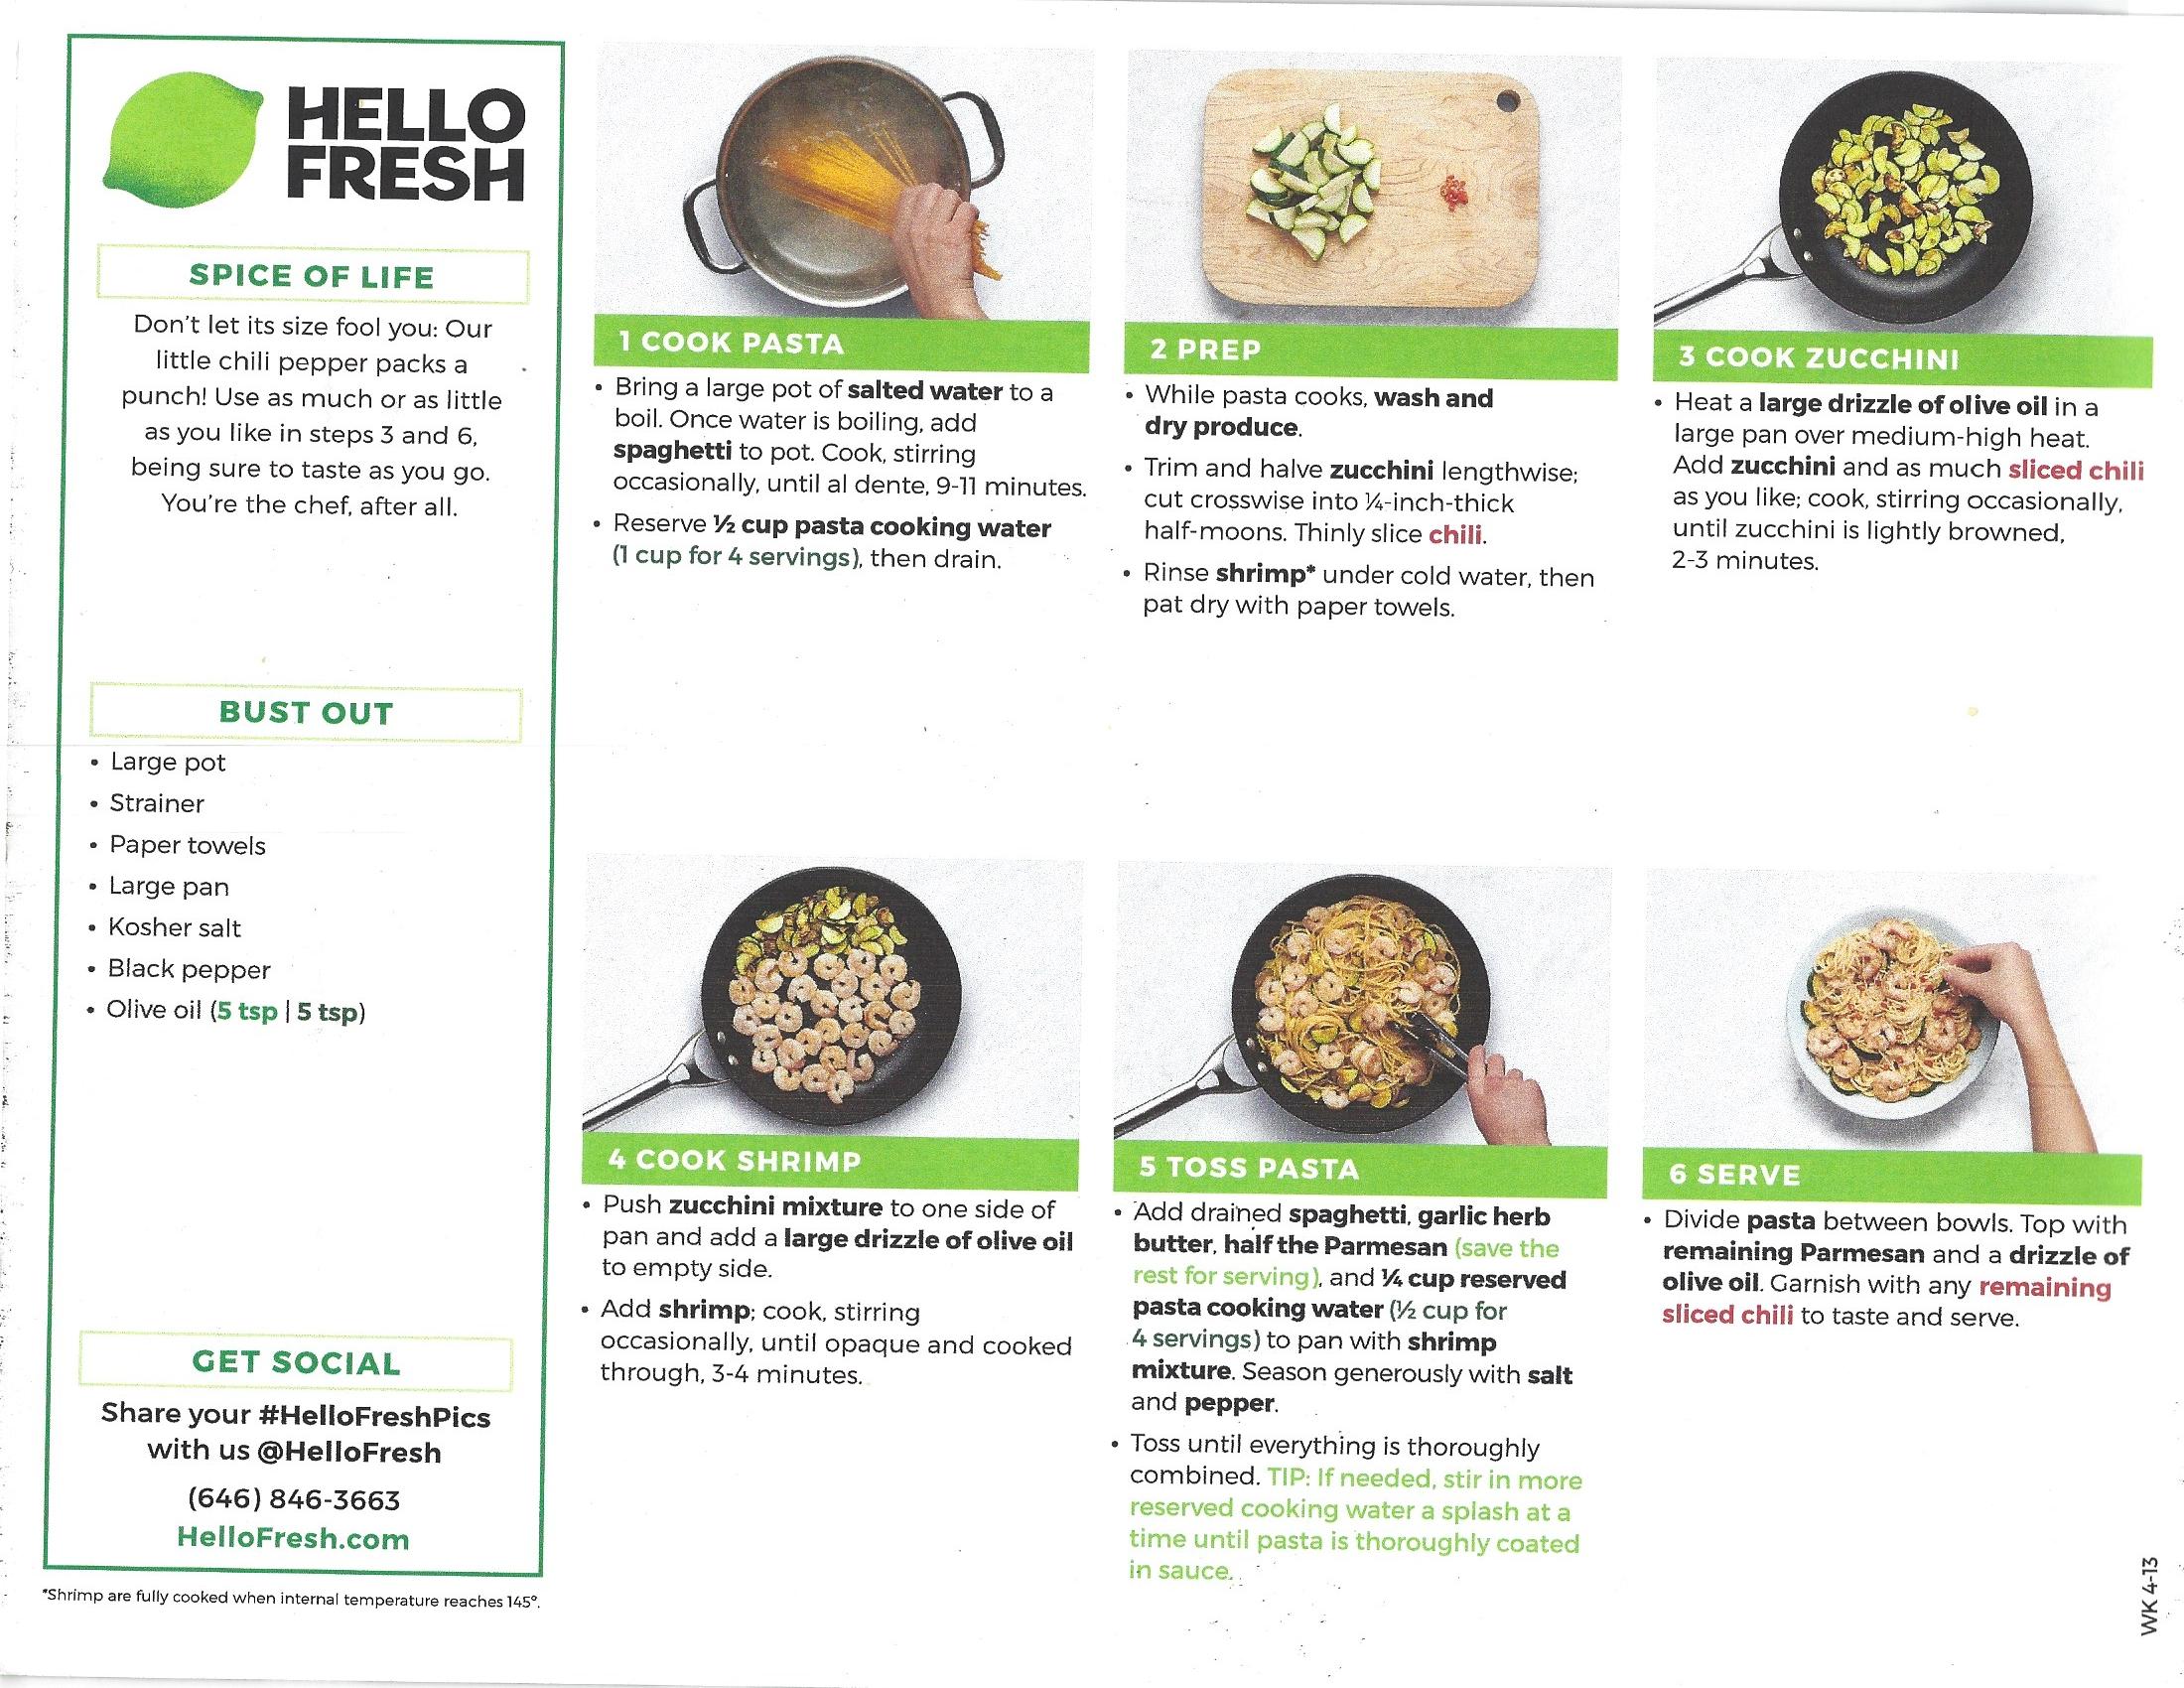 HELLO
FRESH
SPICE OF LIFE
Don't let its size fool you: Our
little chili pepper packs a
punch! Use as much or as little
as you like in steps 3 and 6,
being sure to taste as you go.
You're the chef, after all.
BUST OUT
• Large pot
• Strainer
• Paper towels
• Large pan
• Kosher salt
• Black pepper
• Olive oil (5 tsp | 5 tsp)
GET SOCIAL
Share your #HelloFreshPics
with us @HelloFresh
(646) 846-3663
HelloFresh.com
*Shrimp are fully cooked when internal temperature reaches 145°.
1 COOK PASTA
• Bring a large pot of salted water to a
boil. Once water is boiling, add
spaghetti to pot. Cook, stirring
occasionally, until al dente, 9-11 minutes.
• Reserve ½ cup pasta cooking water
(1 cup for 4 servings), then drain.
2 PREP
• While pasta cooks, wash and
dry produce.
• Trim and halve zucchini lengthwise;
cut crosswise into ¼-inch-thick
half-moons. Thinly slice chili.
• Rinse shrimp* under cold water, then
pat dry with paper towels.
3 COOK ZUCCHINI
• Heat a large drizzle of olive oil in a
large pan over medium-high heat.
Add zucchini and as much sliced chili
as you like; cook, stirring occasionally,
until zucchini is lightly browned,
2-3 minutes.
4 COOK SHRIMP
• Push zucchini mixture to one side of
pan and add a large drizzle of olive oil
to empty side.
• Add shrimp; cook, stirring
occasionally, until opaque and cooked
through, 3-4 minutes.
5 TOSS PASTA
• Add drained spaghetti, garlic herb
butter, half the Parmesan (save the
rest for serving), and ¼ cup reserved
pasta cooking water (½ cup for
4 servings) to pan with shrimp
mixture. Season generously with salt
and pepper.
• Toss until everything is thoroughly
combined. TIP: If needed, stir in more
reserved cooking water a splash at a
time until pasta is thoroughly coated
in sauce.
6 SERVE
• Divide pasta between bowls. Top with
remaining Parmesan and a drizzle of
olive oil. Garnish with any remaining
sliced chili to taste and serve.
WK 4-13